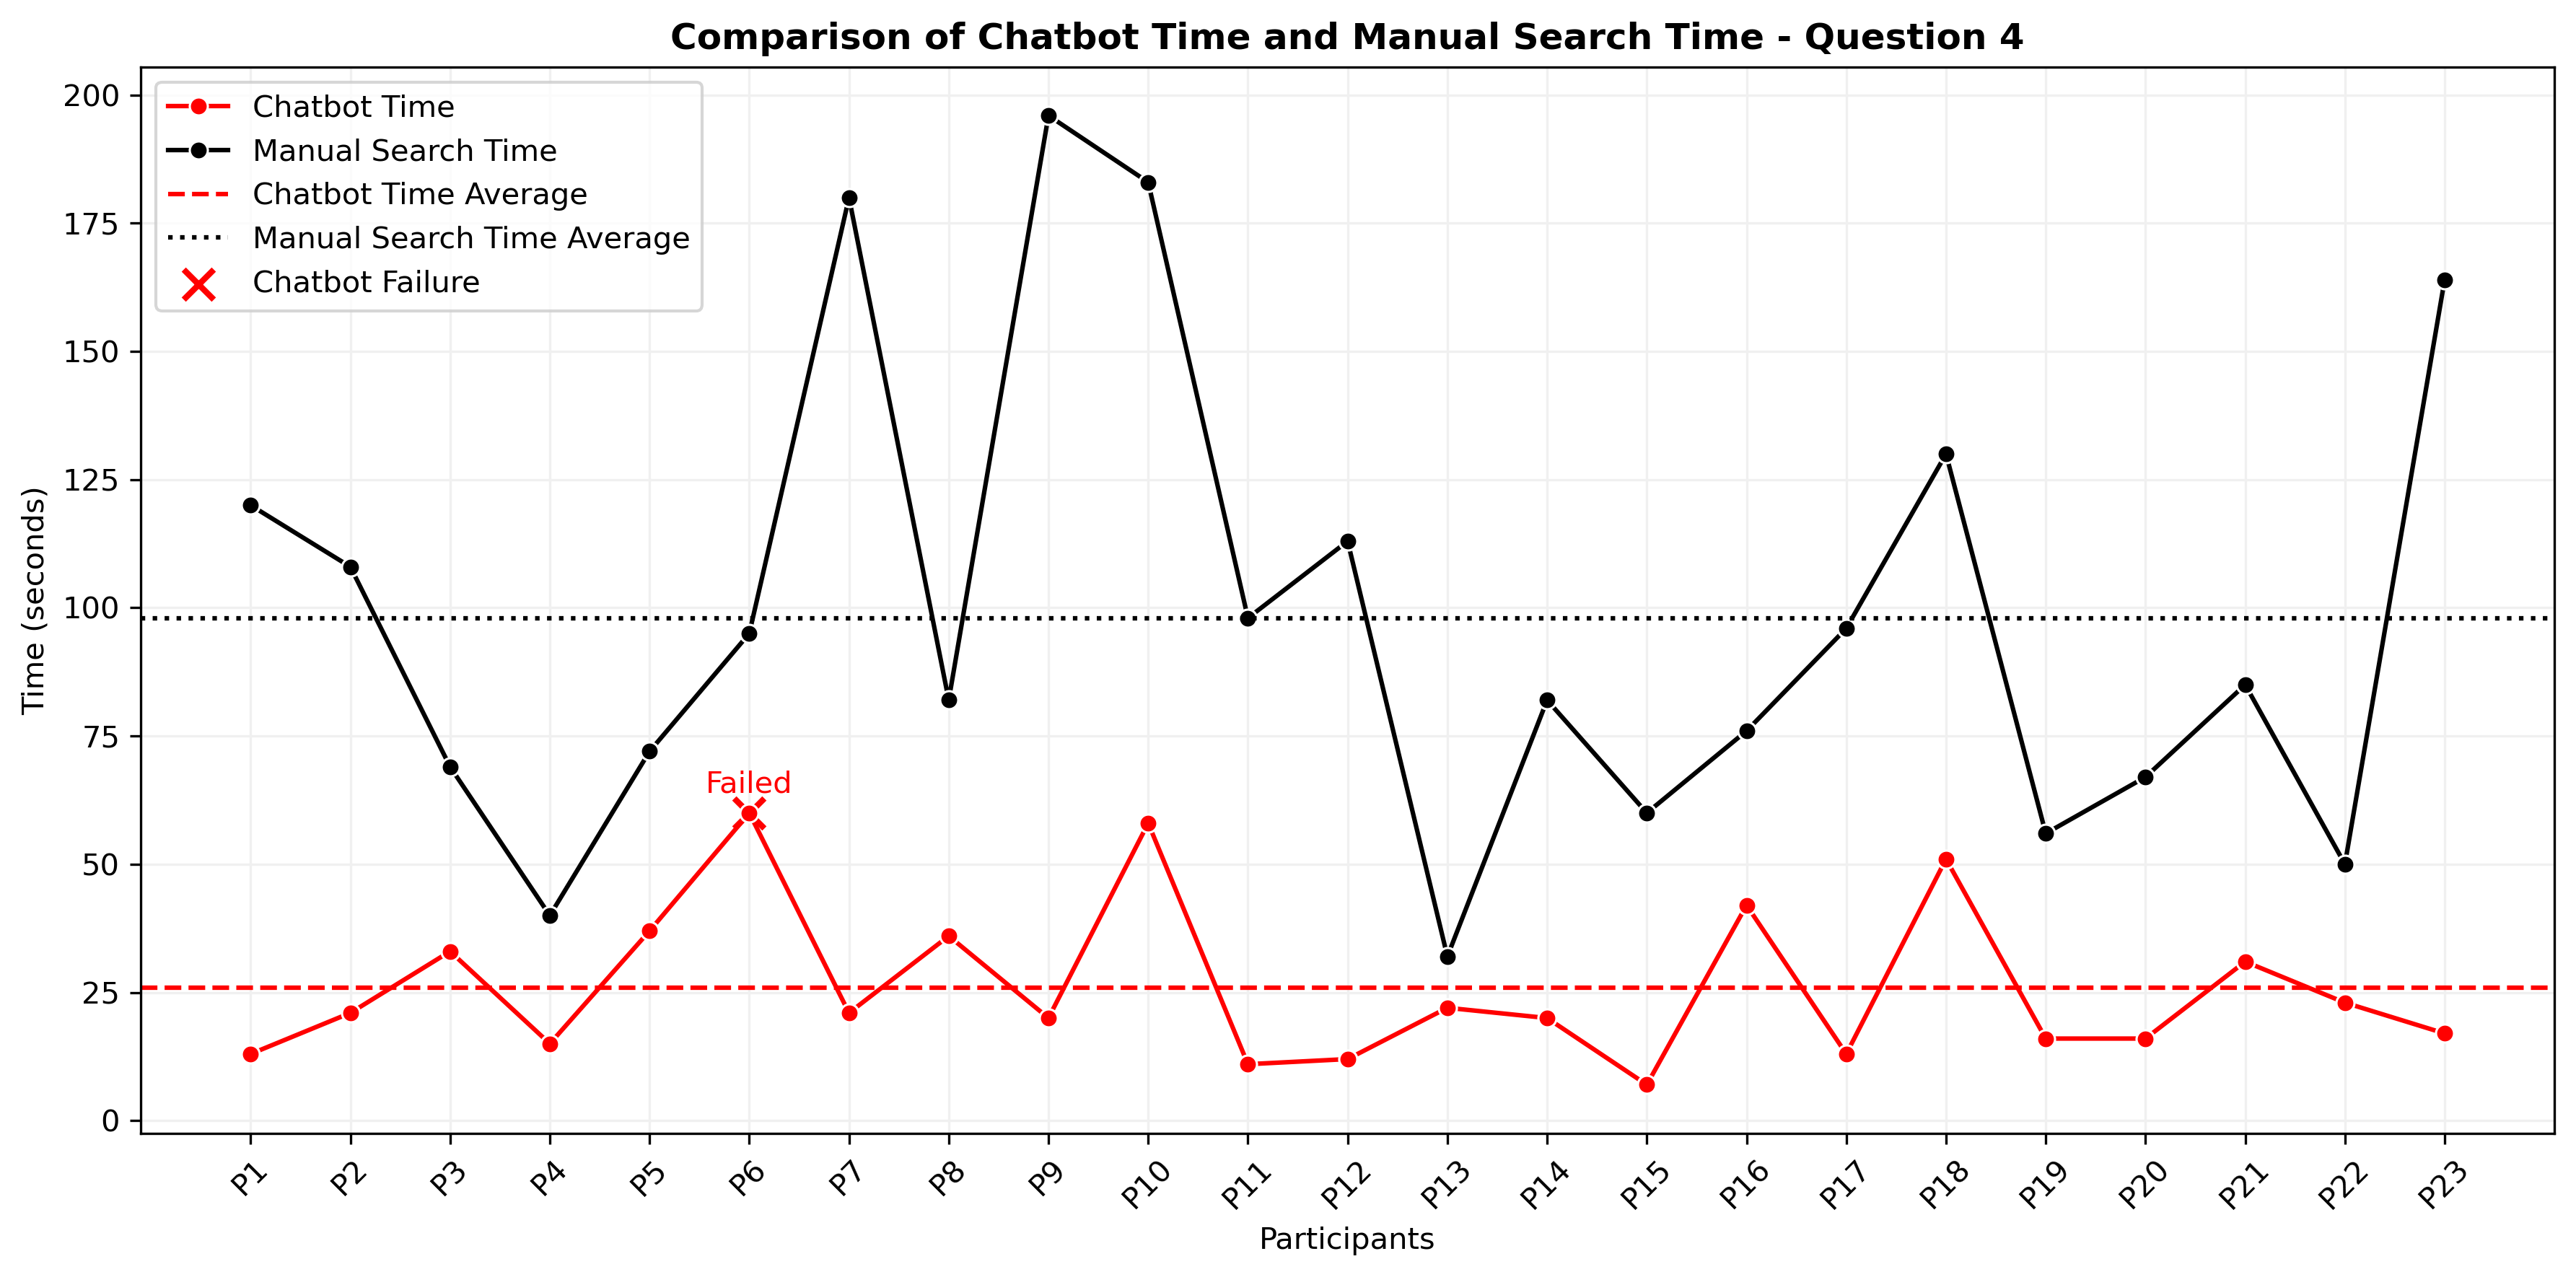 Comparison of Chatbot Time and Manual Search Time - Question 4
Chatbot Time
Manual Search Time
Chatbot Time Average
Manual Search Time Average
Chatbot Failure
200
175
150
125
100
75
50
25
0
Time (seconds)
Failed
P1 P2 P3 P4 P5 P6 P7 P8 P9 P10 P11 P12 P13 P14 P15 P16 P17 P18 P19 P20 P21 P22 P23
Participants